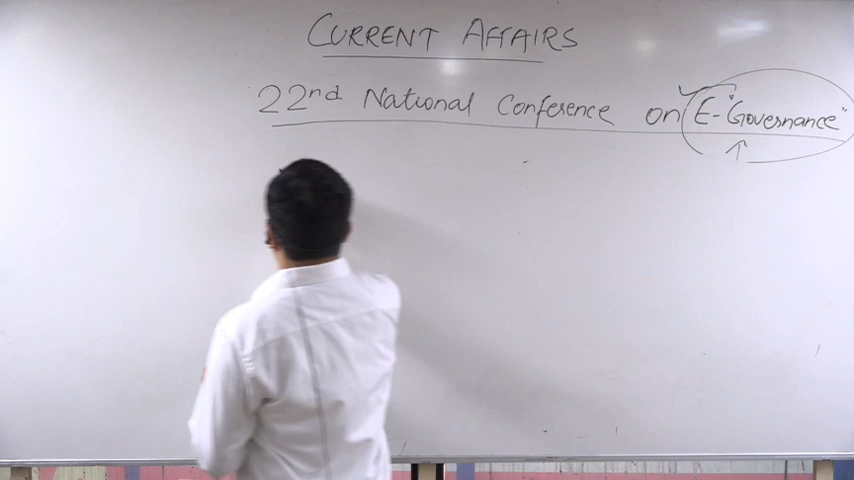 CURRENT AFFAIRS
22nd National Conference on E-"Governance"